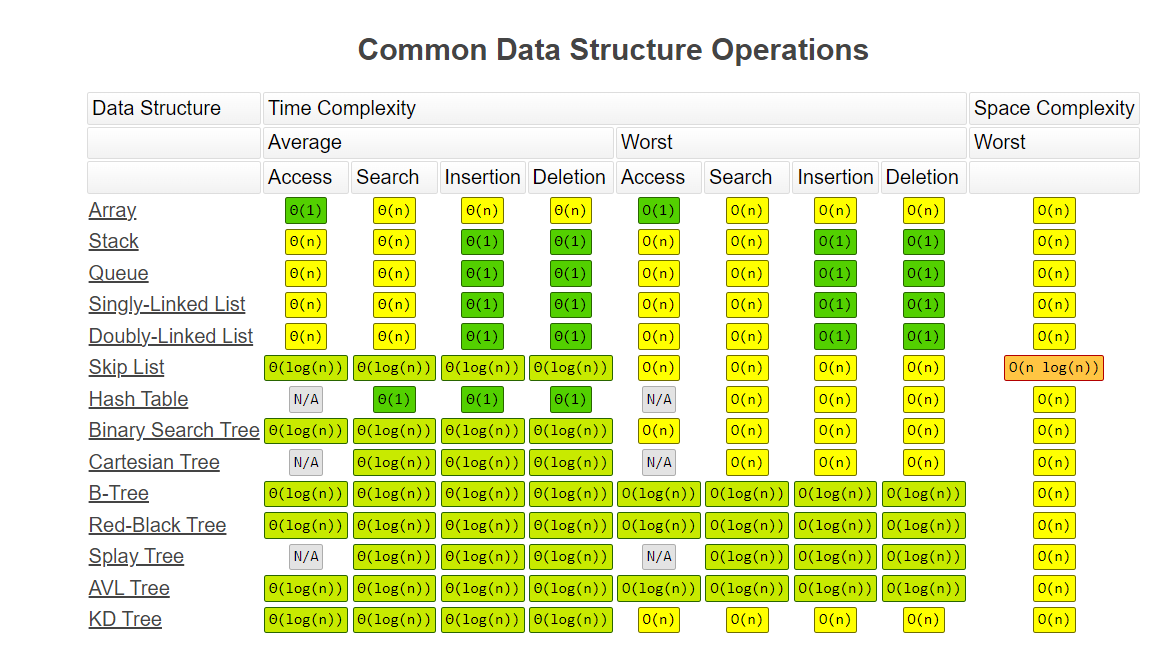 Common Data Structure Operations
Data Structure Time Complexity Space Complexity
Average Worst Worst
Access Search Insertion Deletion Access Search Insertion Deletion
Array Θ(1) Θ(n) Θ(n) Θ(n) O(1) O(n) O(n) O(n) O(n)
Stack Θ(n) Θ(n) Θ(1) Θ(1) O(n) O(n) O(1) O(1) O(n)
Queue Θ(n) Θ(n) Θ(1) Θ(1) O(n) O(n) O(1) O(1) O(n)
Singly-Linked List Θ(n) Θ(n) Θ(1) Θ(1) O(n) O(n) O(1) O(1) O(n)
Doubly-Linked List Θ(n) Θ(n) Θ(1) Θ(1) O(n) O(n) O(1) O(1) O(n)
Skip List Θ(log(n)) Θ(log(n)) Θ(log(n)) Θ(log(n)) O(n) O(n) O(n) O(n) O(n log(n))
Hash Table N/A Θ(1) Θ(1) Θ(1) N/A O(n) O(n) O(n) O(n)
Binary Search Tree Θ(log(n)) Θ(log(n)) Θ(log(n)) Θ(log(n)) O(n) O(n) O(n) O(n) O(n)
Cartesian Tree N/A Θ(log(n)) Θ(log(n)) Θ(log(n)) N/A O(n) O(n) O(n) O(n)
B-Tree Θ(log(n)) Θ(log(n)) Θ(log(n)) Θ(log(n)) O(log(n)) O(log(n)) O(log(n)) O(log(n)) O(n)
Red-Black Tree Θ(log(n)) Θ(log(n)) Θ(log(n)) Θ(log(n)) O(log(n)) O(log(n)) O(log(n)) O(log(n)) O(n)
Splay Tree N/A Θ(log(n)) Θ(log(n)) Θ(log(n)) N/A O(log(n)) O(log(n)) O(log(n)) O(n)
AVL Tree Θ(log(n)) Θ(log(n)) Θ(log(n)) Θ(log(n)) O(log(n)) O(log(n)) O(log(n)) O(log(n)) O(n)
KD Tree Θ(log(n)) Θ(log(n)) Θ(log(n)) Θ(log(n)) O(n) O(n) O(n) O(n) O(n)